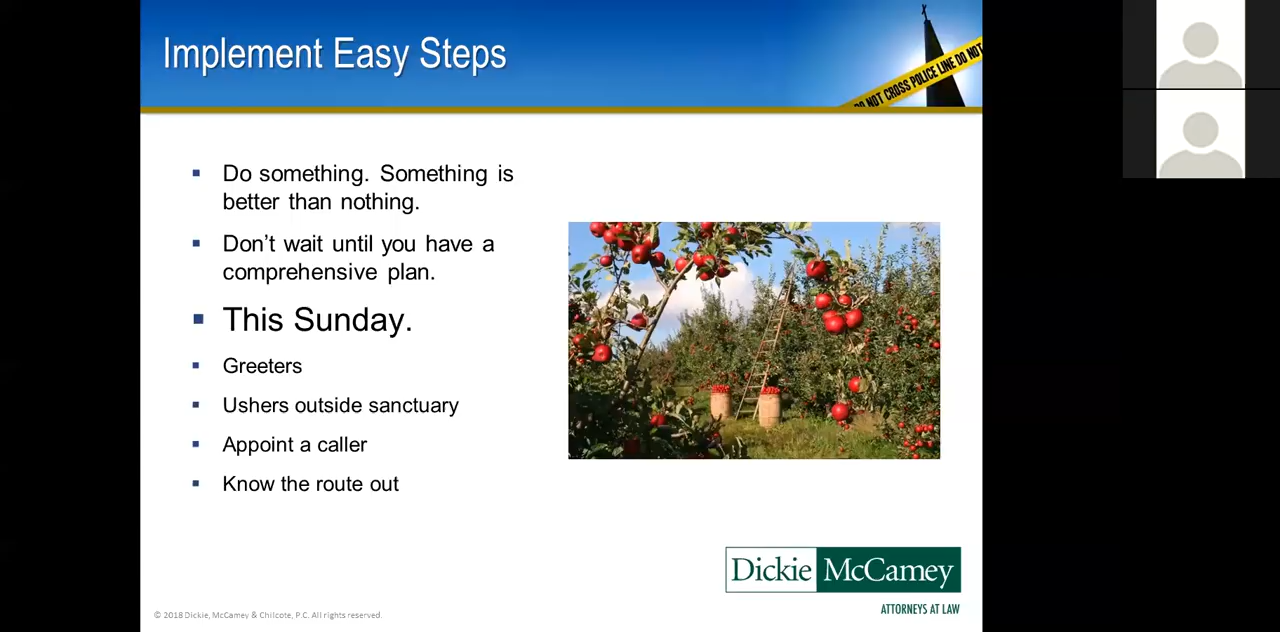 Implement Easy Steps
DO NOT CROSS POLICE LINE DO NOT
Do something. Something is
better than nothing.
Don't wait until you have a
comprehensive plan.
This Sunday.
Greeters
Ushers outside sanctuary
Appoint a caller
Know the route out
Dickie McCamey
ATTORNEYS AT LAW
© 2018 Dickie, McCamey & Chilcote, P.C. All rights reserved.